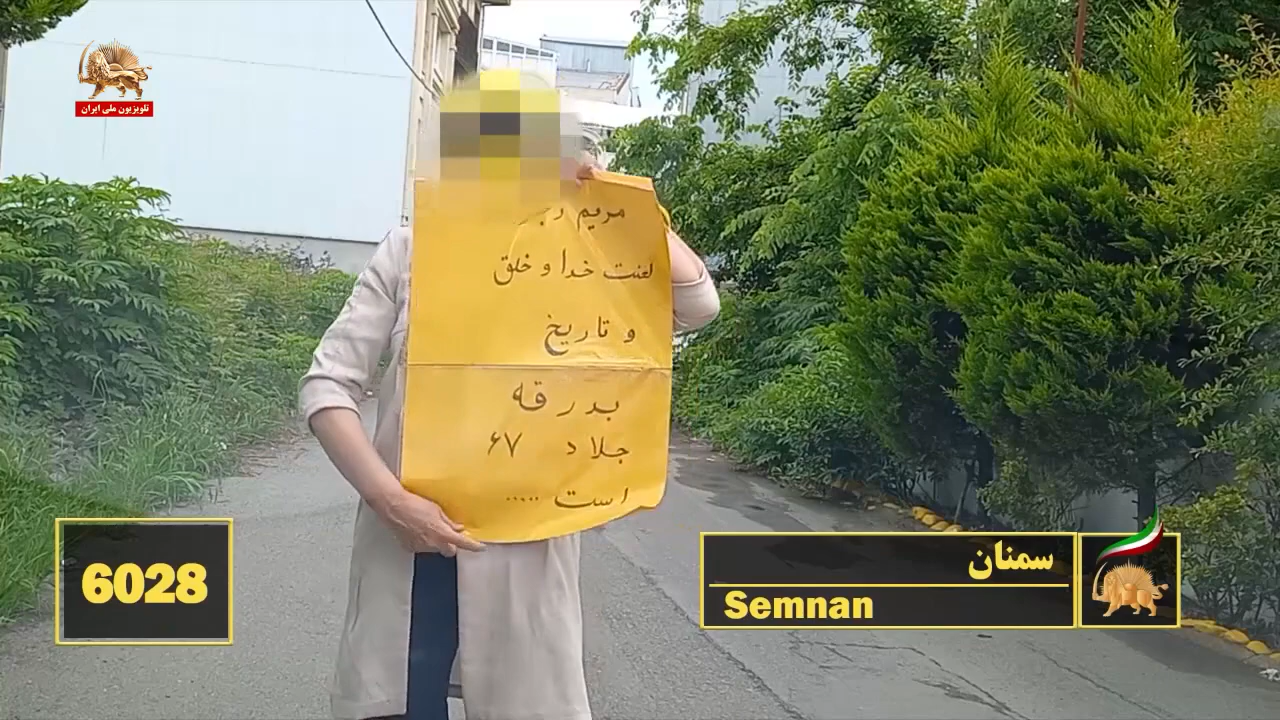 تلویزیون ملی ایران
مریم
لعنت خدا و خلق
و تاریخ
بدرقه
جلاد ۶۷
است .....
6028
سمنان
Semnan